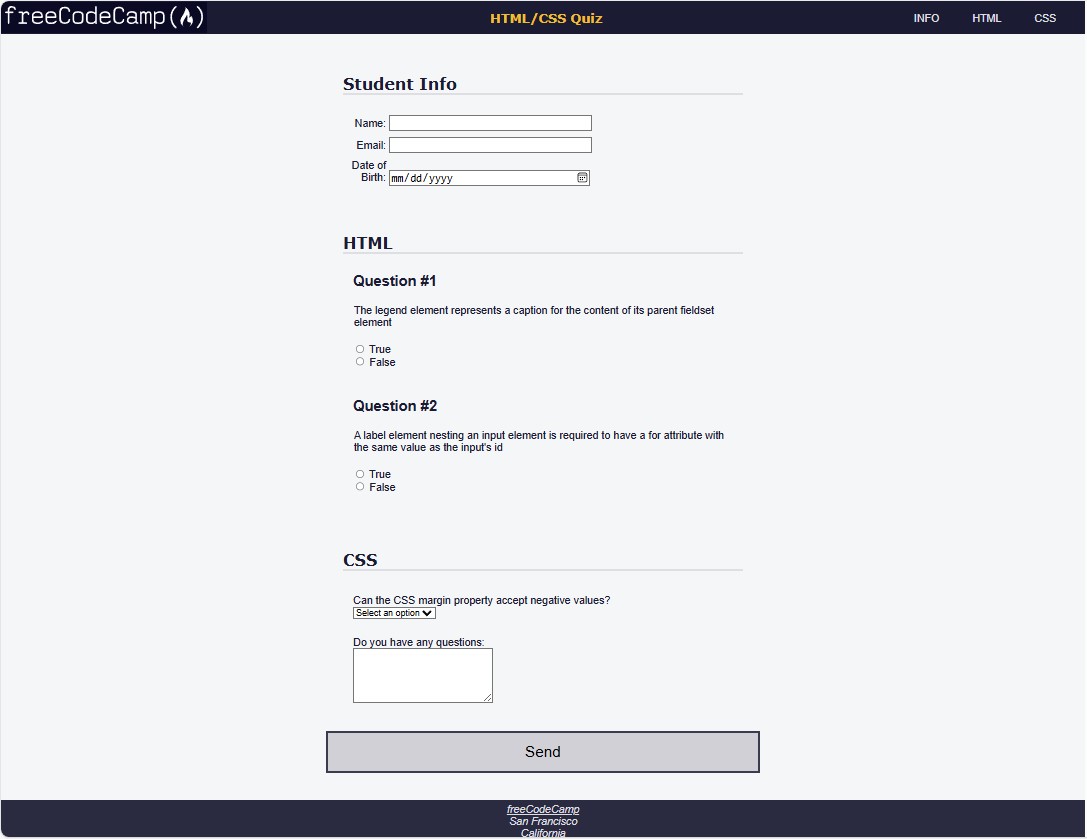 freeCodeCamp(🔥)
HTML/CSS Quiz
INFO
HTML
CSS
Student Info
Name:
Email:
Date of
Birth:
mm/dd/yyyy
HTML
Question #1
The legend element represents a caption for the content of its parent fieldset
element
True
False
Question #2
A label element nesting an input element is required to have a for attribute with
the same value as the input's id
True
False
CSS
Can the CSS margin property accept negative values?
Select an option
Do you have any questions:
Send
freeCodeCamp
San Francisco
California